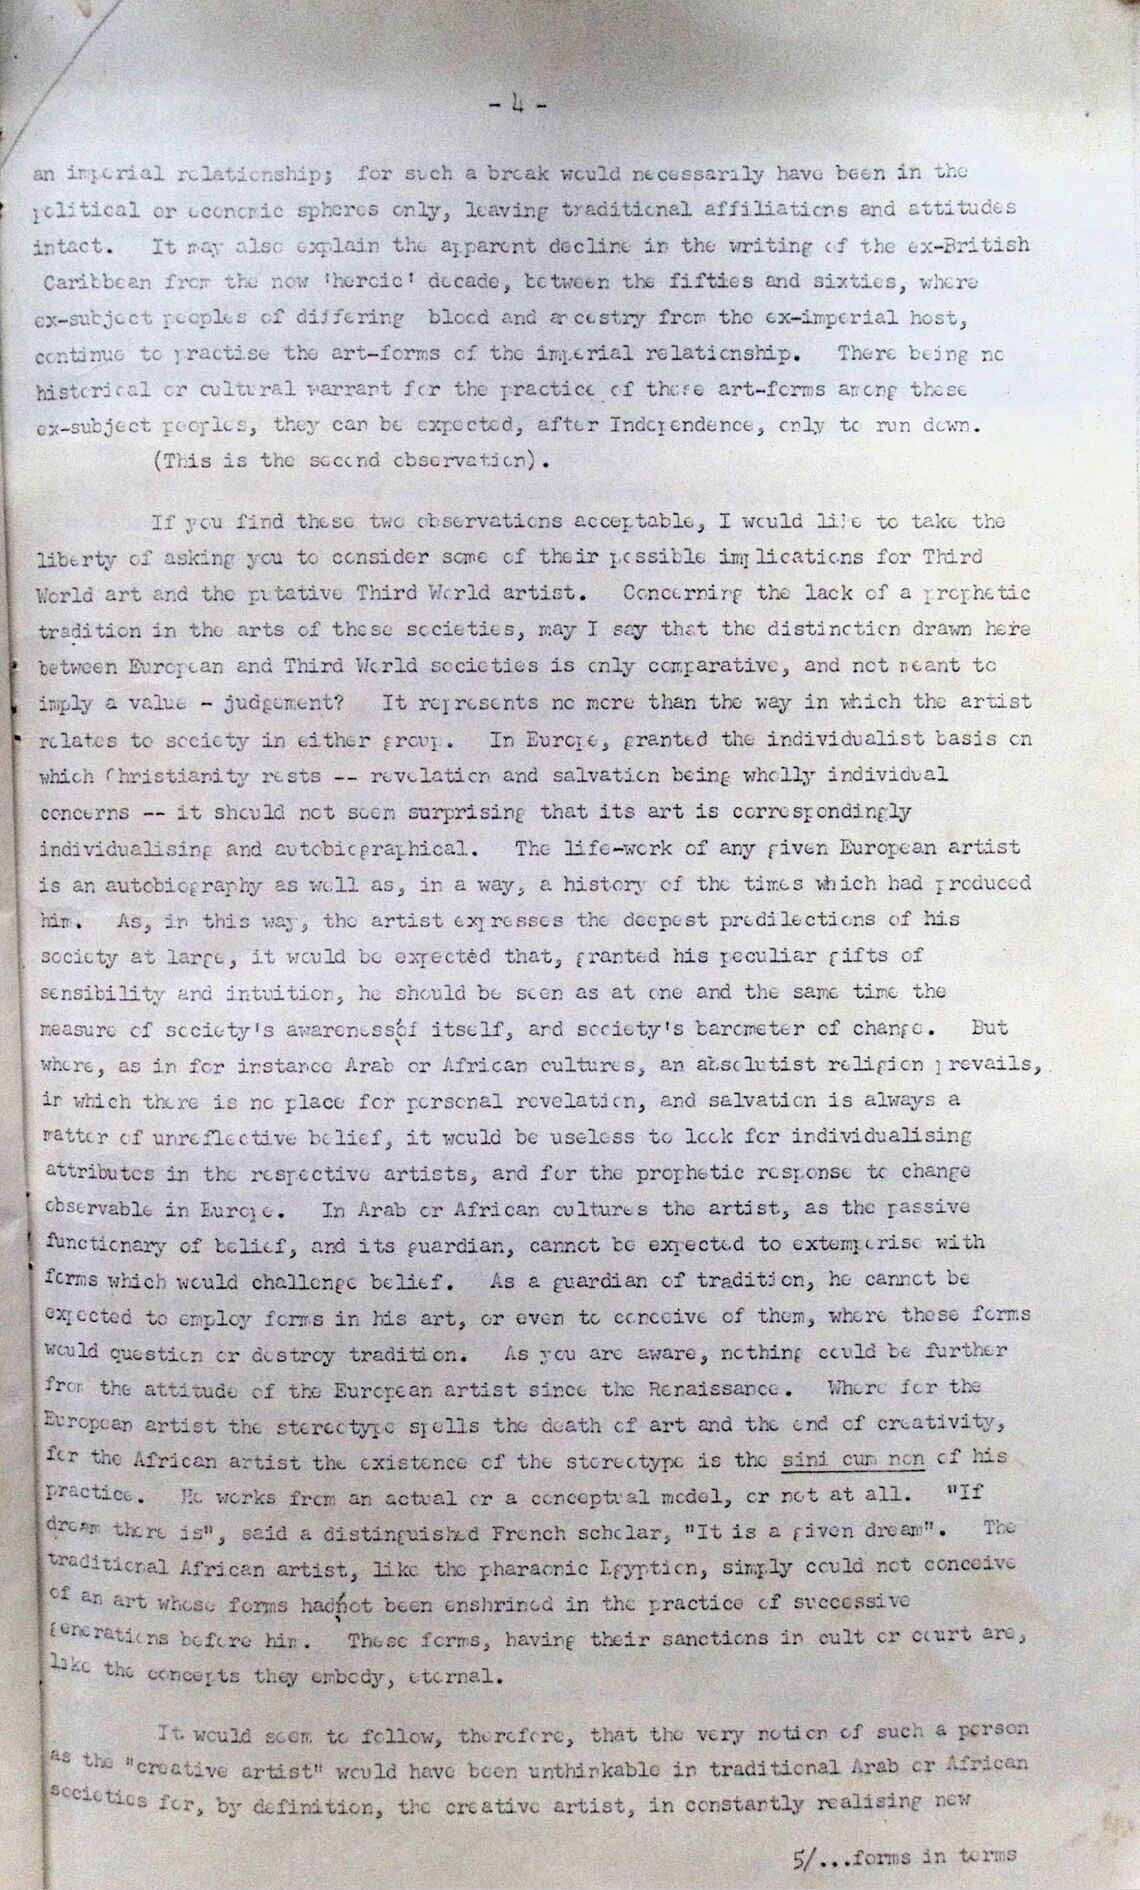 - 4 -
an imperial relationship; for such a break would necessarily have been in the
political or economic spheres only, leaving traditional affiliations and attitudes
intact. It may also explain the apparent decline in the writing of the ex-British
Caribbean from the now 'heroic' decade, between the fifties and sixties, where
ex-subject peoples of differing blood and ancestry from the ex-imperial host,
continue to practise the art-forms of the imperial relationship. There being no
historical or cultural warrant for the practice of these art-forms among these
ex-subject peoples, they can be expected, after Independence, only to run down.
(This is the second observation).
If you find these two observations acceptable, I would like to take the
liberty of asking you to consider some of their possible implications for Third
World art and the putative Third World artist. Concerning the lack of a prophetic
tradition in the arts of these societies, may I say that the distinction drawn here
between European and Third World societies is only comparative, and not meant to
imply a value - judgement? It represents no more than the way in which the artist
relates to society in either group. In Europe, granted the individualist basis on
which Christianity rests -- revelation and salvation being wholly individual
concerns -- it should not seem surprising that its art is correspondingly
individualising and autobiographical. The life-work of any given European artist
is an autobiography as well as, in a way, a history of the times which had produced
him. As, in this way, the artist expresses the deepest predilections of his
society at large, it would be expected that, granted his peculiar gifts of
sensibility and intuition, he should be seen as at one and the same time the
measure of society's awareness of itself, and society's barometer of change. But
where, as in for instance Arab or African cultures, an absolutist religion prevails,
in which there is no place for personal revelation, and salvation is always a
matter of unreflective belief, it would be useless to look for individualising
attributes in the respective artists, and for the prophetic response to change
observable in Europe. In Arab or African cultures the artist, as the passive
functionary of belief, and its guardian, cannot be expected to extemporise with
forms which would challenge belief. As a guardian of tradition, he cannot be
expected to employ forms in his art, or even to conceive of them, where these forms
would question or destroy tradition. As you are aware, nothing could be further
from the attitude of the European artist since the Renaissance. Where for the
European artist the stereotype spells the death of art and the end of creativity,
for the African artist the existence of the stereotype is the sini cum non of his
practice. He works from an actual or a conceptual model, or not at all. "If
dream there is", said a distinguished French scholar, "It is a given dream". The
traditional African artist, like the pharaonic Egyption, simply could not conceive
of an art whose forms had not been enshrined in the practice of successive
generations before him. These forms, having their sanctions in cult or court are,
like the concepts they embody, eternal.
It would seem to follow, therefore, that the very notion of such a person
as the "creative artist" would have been unthinkable in traditional Arab or African
societies for, by definition, the creative artist, in constantly realising new
5/...forms in terms